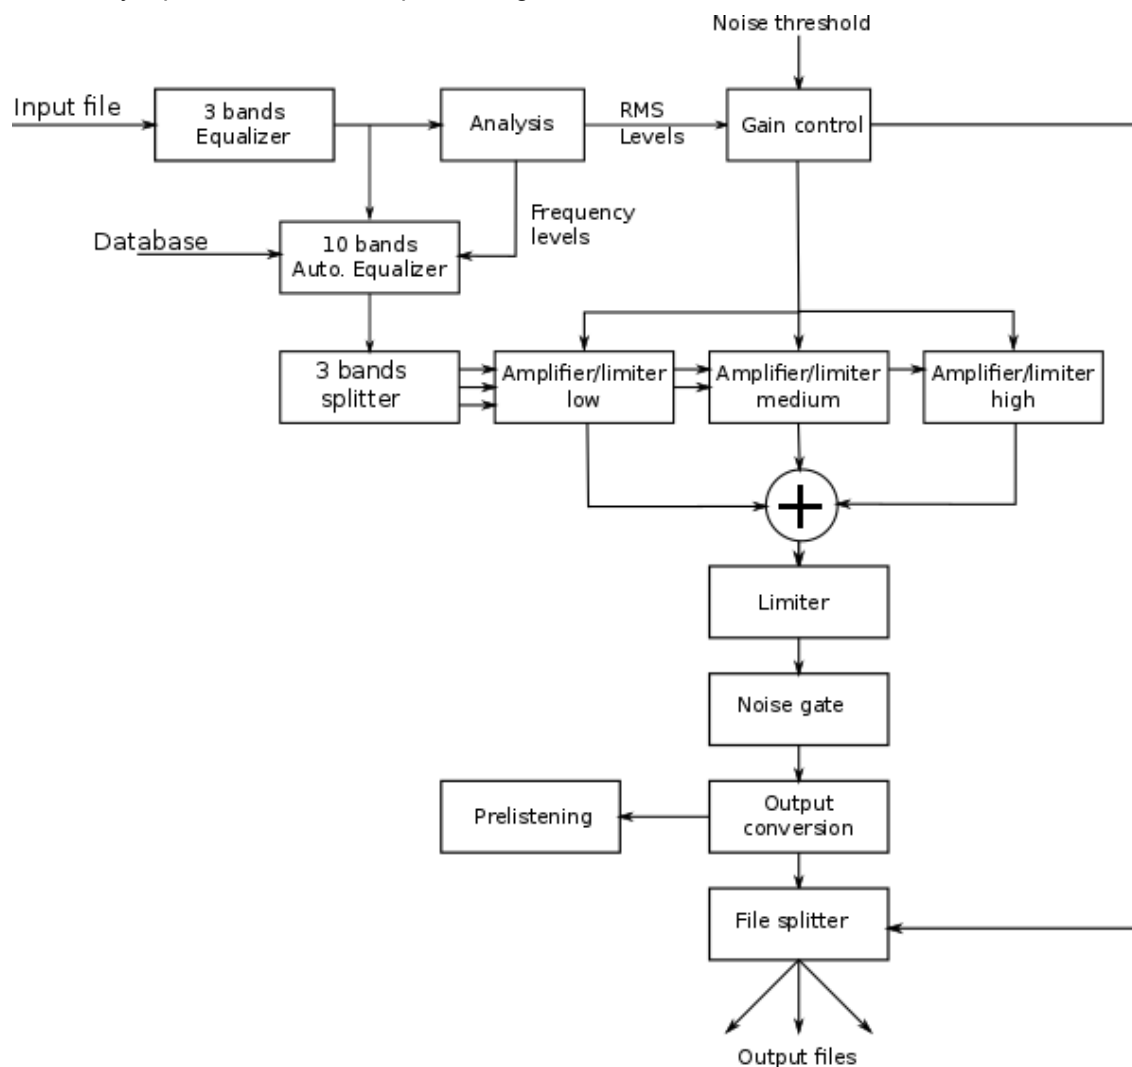 Noise threshold
Input file
3 bands
Equalizer
Analysis
RMS
Levels
Gain control
Database
10 bands
Auto. Equalizer
Frequency
levels
3 bands
splitter
Amplifier/limiter
low
Amplifier/limiter
medium
Amplifier/limiter
high
Limiter
Noise gate
Prelistening
Output
conversion
File splitter
Output files